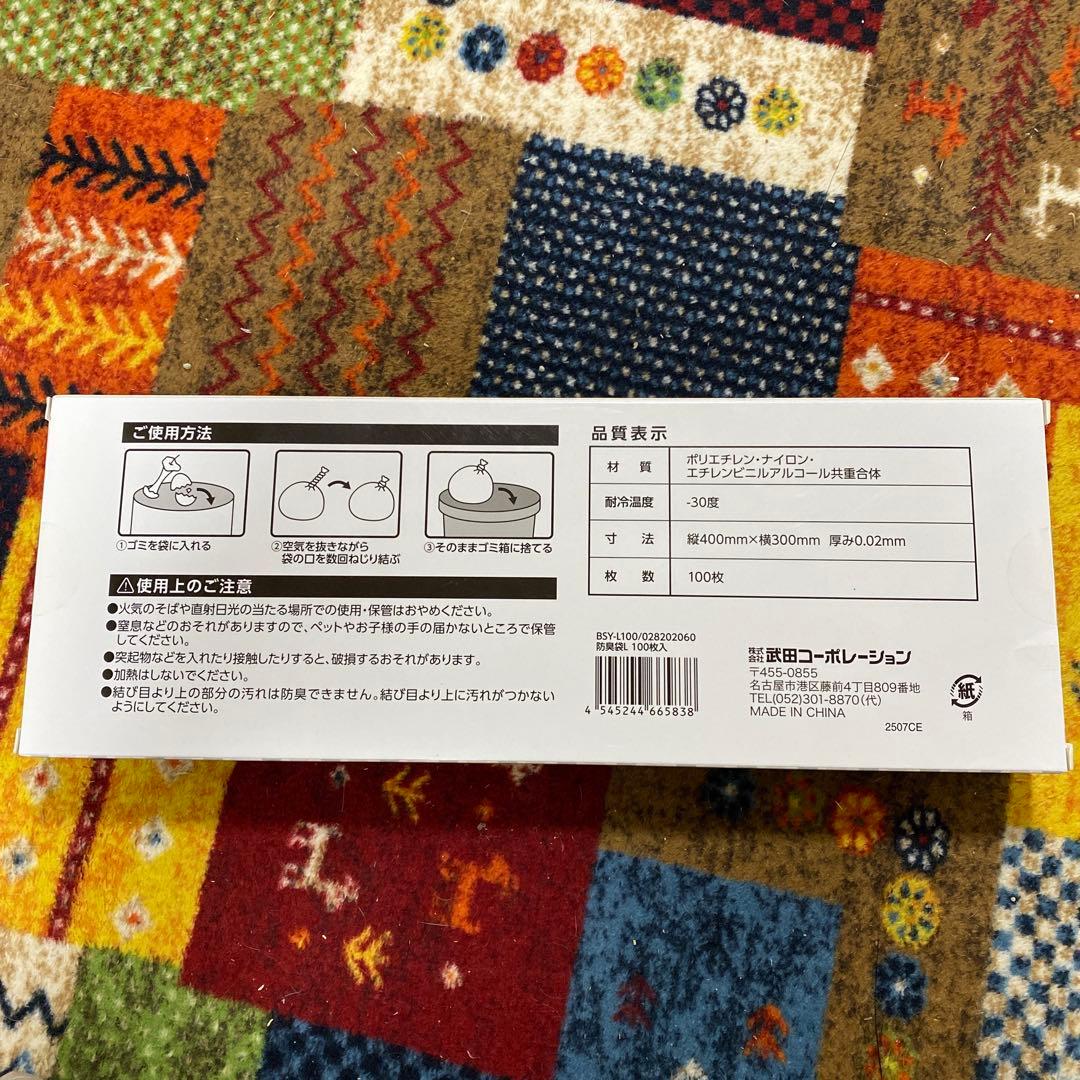 ご使用方法
①ゴミを袋に入れる
②空気を抜きながら
袋の口を数回ねじり結ぶ
③そのままゴミ箱に捨てる
使用上のご注意
●火気のそばや直射日光の当たる場所での使用・保管はおやめください。
●窒息などのおそれがありますので、ペットやお子様の手の届かないところで保管
してください。
●突起物などを入れたり接触したりすると、破損するおそれがあります。
●加熱はしないでください。
●結び目より上の部分の汚れは防臭できません。結び目より上に汚れがつかない
ようにしてください。
品質表示
材 質 ポリエチレン・ナイロン・
エチレンビニルアルコール共重合体
耐冷温度 -30度
寸 法 縦400mm×横300mm 厚み0.02mm
枚 数 100枚
BSY-L100/028202060
防臭袋L 100枚入
4 545244 665838
株式会社 武田コーポレーション
〒455-0855
名古屋市港区藤前4丁目809番地
TEL(052)301-8870(代)
MADE IN CHINA
2507CE
紙
箱